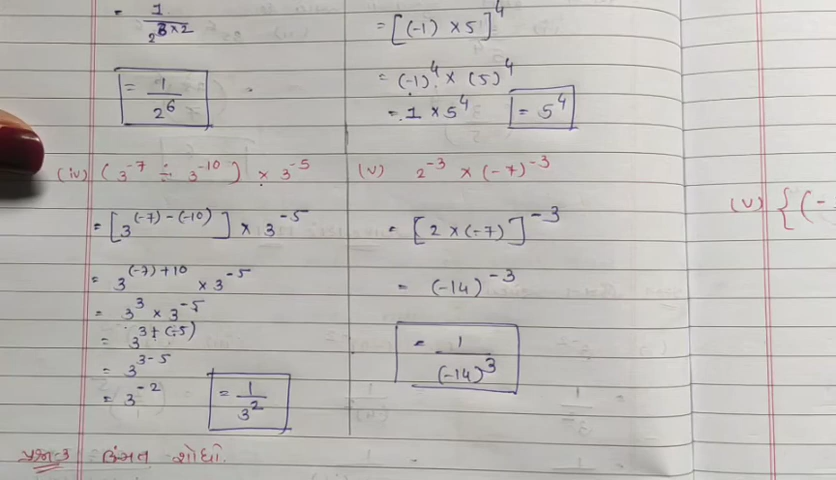 = 1 / 2^{3×2}
= 1 / 2^6
= [(-1) × 5]^4
= (-1)^4 × (5)^4
= 1 × 5^4 = 5^4
(iv) (3^{-7} ÷ 3^{-10}) × 3^{-5}
= [3^{(-7)-(-10)}] × 3^{-5}
= 3^{(-7)+10} × 3^{-5}
= 3^3 × 3^{-5}
= 3^{3+(-5)}
= 3^{3-5}
= 3^{-2} = 1 / 3^2
(v) 2^{-3} × (-7)^{-3}
= [2 × (-7)]^{-3}
= (-14)^{-3}
= 1 / (-14)^3
(v) {(-
પ્રશ્ન-3 કિંમત શોધો.